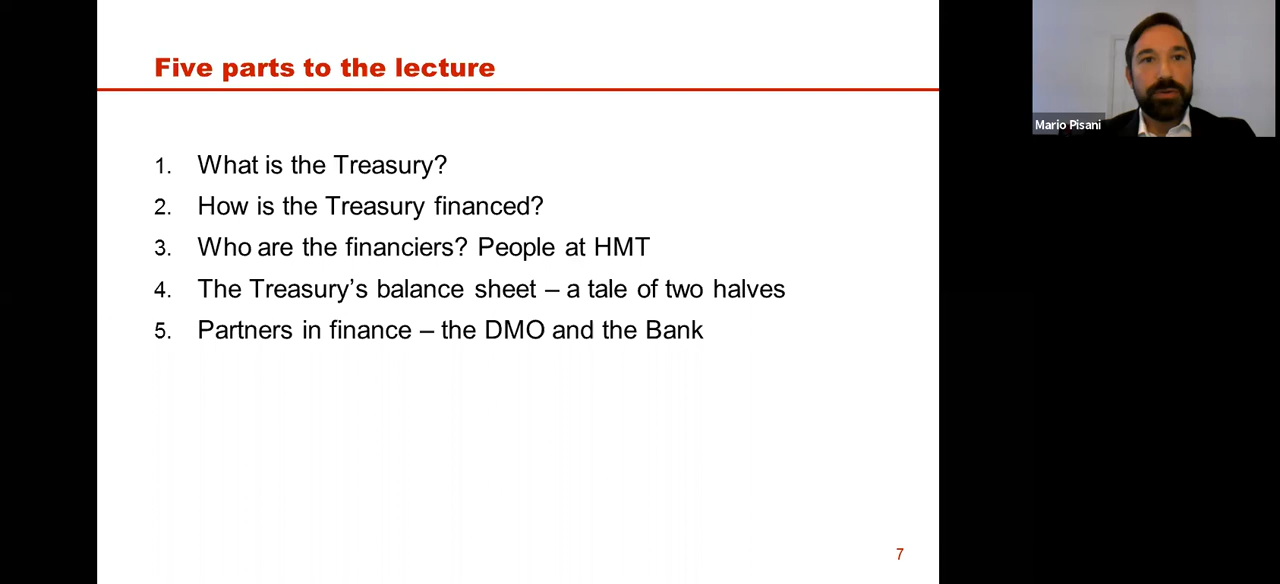 Five parts to the lecture
1. What is the Treasury?
2. How is the Treasury financed?
3. Who are the financiers? People at HMT
4. The Treasury’s balance sheet – a tale of two halves
5. Partners in finance – the DMO and the Bank
7
Mario Pisani